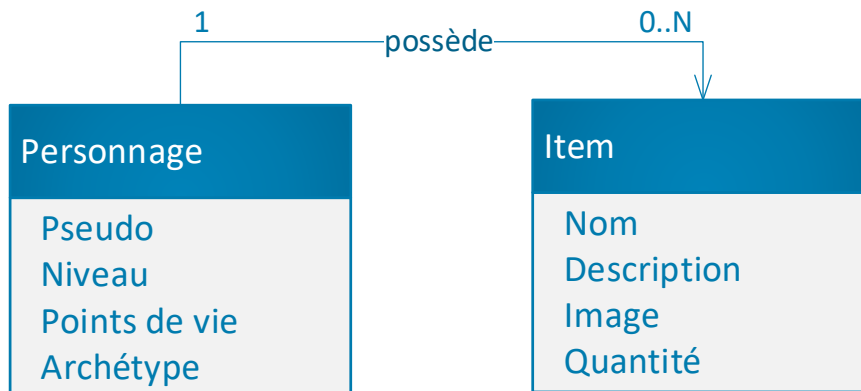 1
possède
0..N
Personnage
Pseudo
Niveau
Points de vie
Archétype
Item
Nom
Description
Image
Quantité